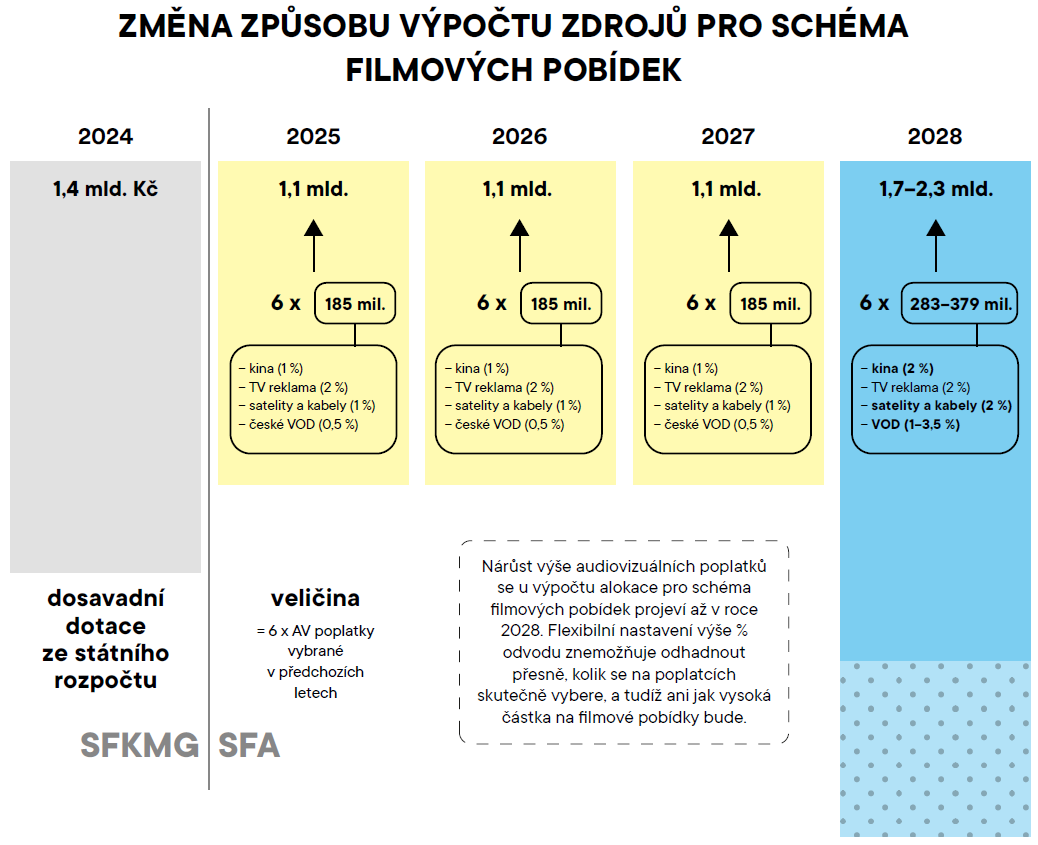 ZMĚNA ZPŮSOBU VÝPOČTU ZDROJŮ PRO SCHÉMA
FILMOVÝCH POBÍDEK
2024
1,4 mld. Kč
dosavadní
dotace
ze státního
rozpočtu
SFKMG
2025
1,1 mld.
6 x 185 mil.
– kina (1 %)
– TV reklama (2 %)
– satelity a kabely (1 %)
– české VOD (0,5 %)
veličina
= 6 x AV poplatky
vybrané
v předchozích
letech
SFA
2026
1,1 mld.
6 x 185 mil.
– kina (1 %)
– TV reklama (2 %)
– satelity a kabely (1 %)
– české VOD (0,5 %)
2027
1,1 mld.
6 x 185 mil.
– kina (1 %)
– TV reklama (2 %)
– satelity a kabely (1 %)
– české VOD (0,5 %)
Nárůst výše audiovizuálních poplatků
se u výpočtu alokace pro schéma
filmových pobídek projeví až v roce
2028. Flexibilní nastavení výše %
odvodu znemožňuje odhadnout
přesně, kolik se na poplatcích
skutečně vybere, a tudíž ani jak vysoká
částka na filmové pobídky bude.
2028
1,7–2,3 mld.
6 x 283–379 mil.
– kina (2 %)
– TV reklama (2 %)
– satelity a kabely (2 %)
– VOD (1–3,5 %)